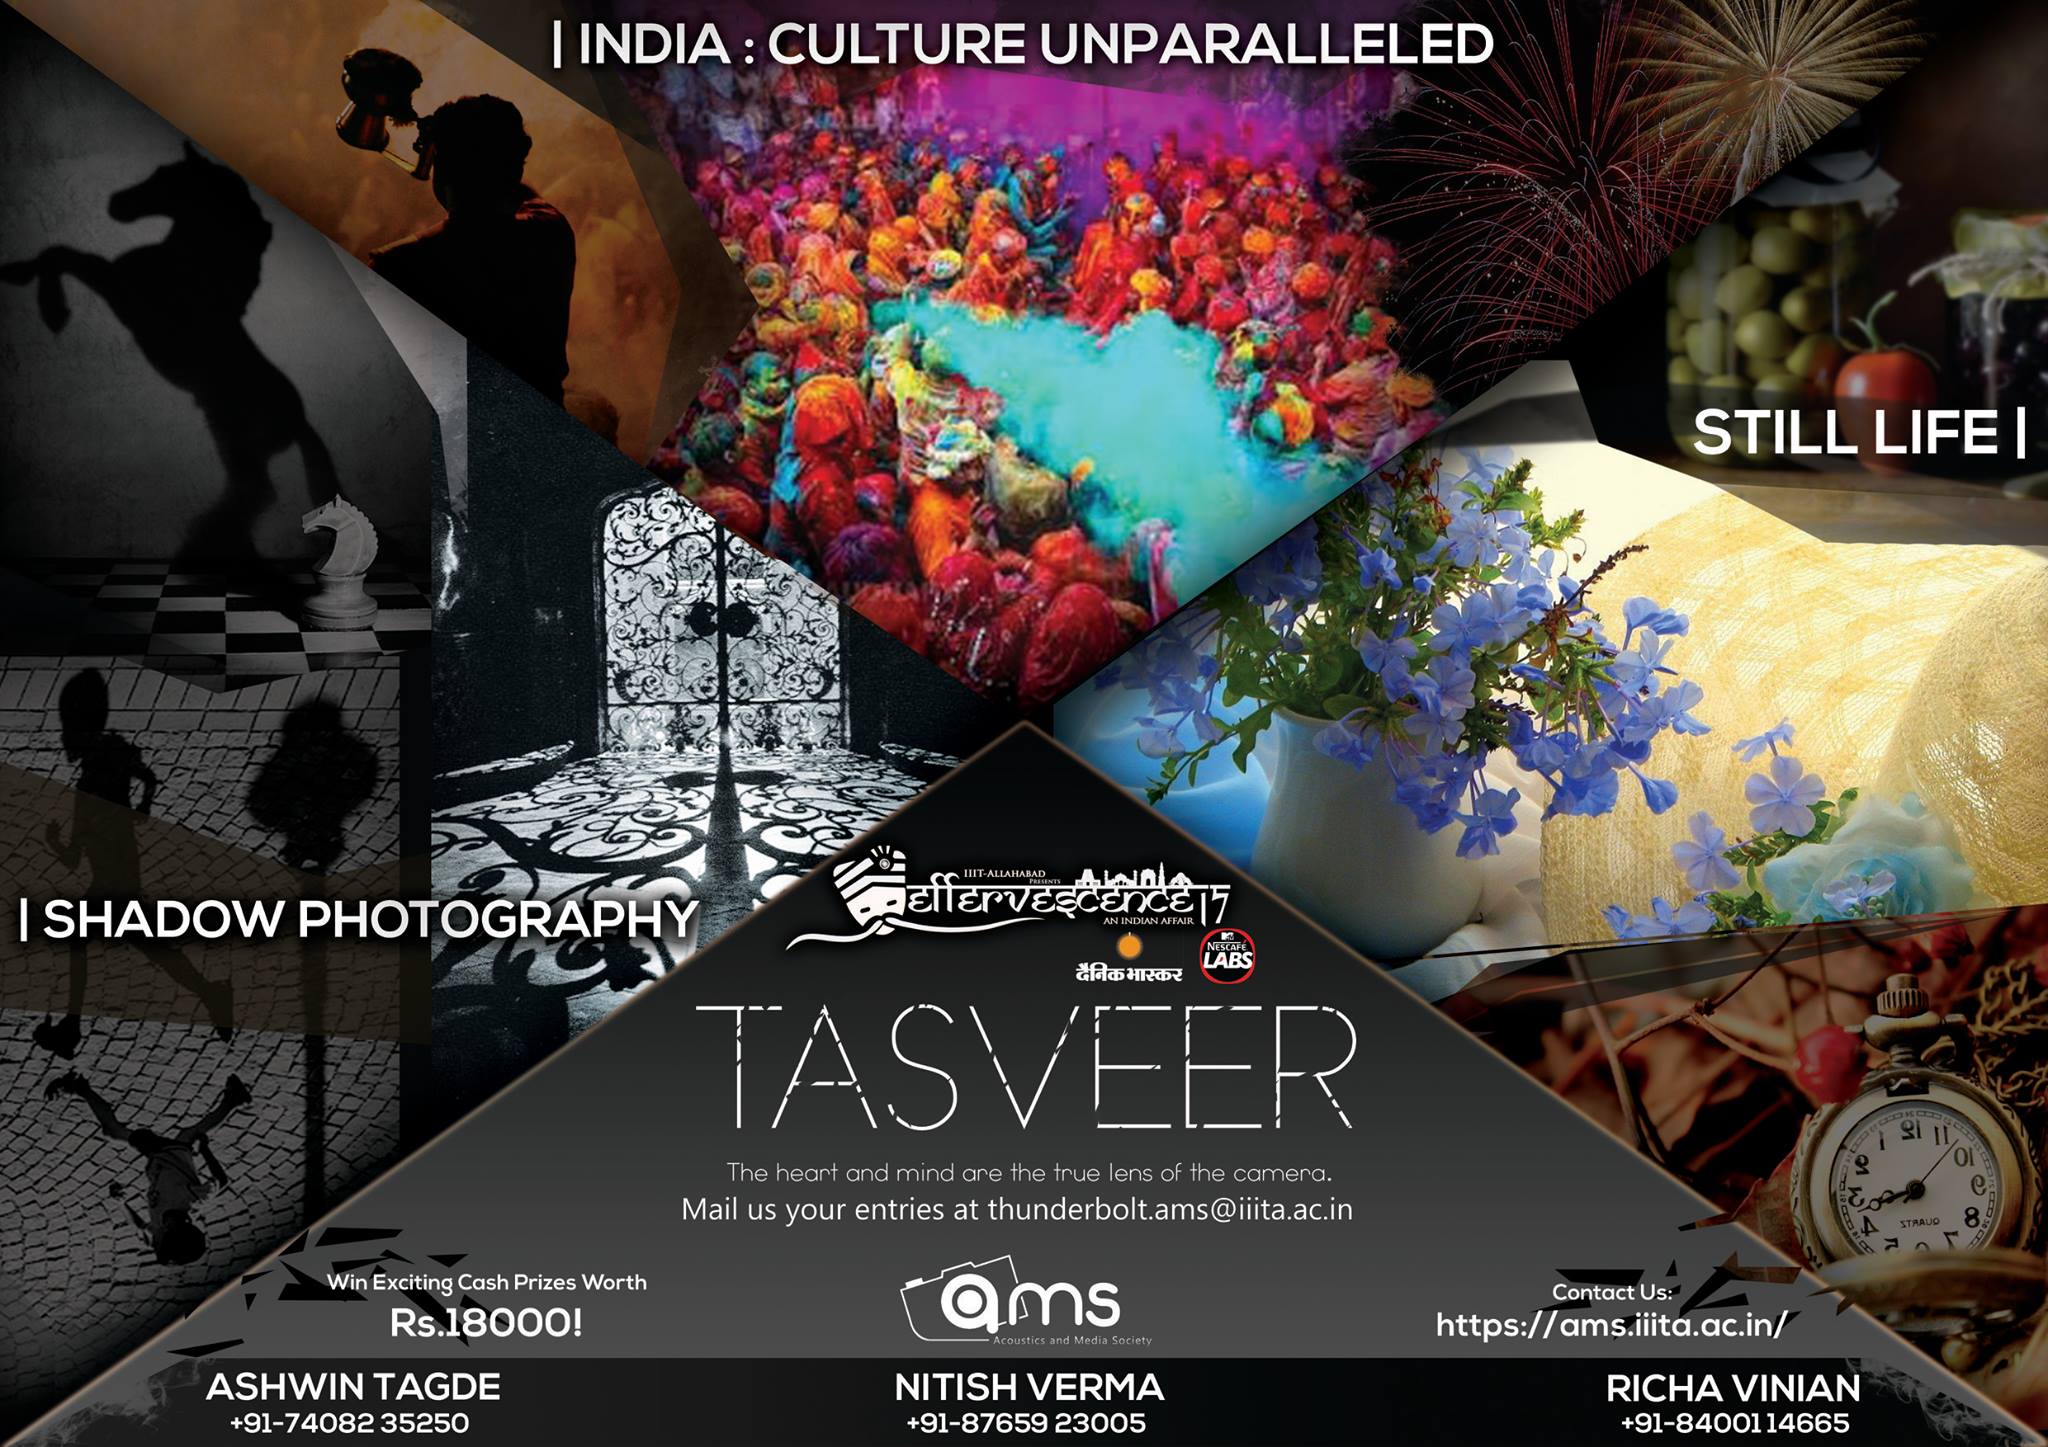 | INDIA : CULTURE UNPARALLELED
STILL LIFE |
| SHADOW PHOTOGRAPHY
IIIT-ALLAHABAD
PRESENTS
effervescence17
AN INDIAN AFFAIR
दैनिक भास्कर
NESCAFÉ
LABS
TASVEER
The heart and mind are the true lens of the camera.
Mail us your entries at thunderbolt.ams@iiita.ac.in
Win Exciting Cash Prizes Worth
Rs.18000!
ams
Acoustics and Media Society
Contact Us:
https://ams.iiita.ac.in/
ASHWIN TAGDE
+91-74082 35250
NITISH VERMA
+91-87659 23005
RICHA VINIAN
+91-8400114665
QUARTZ